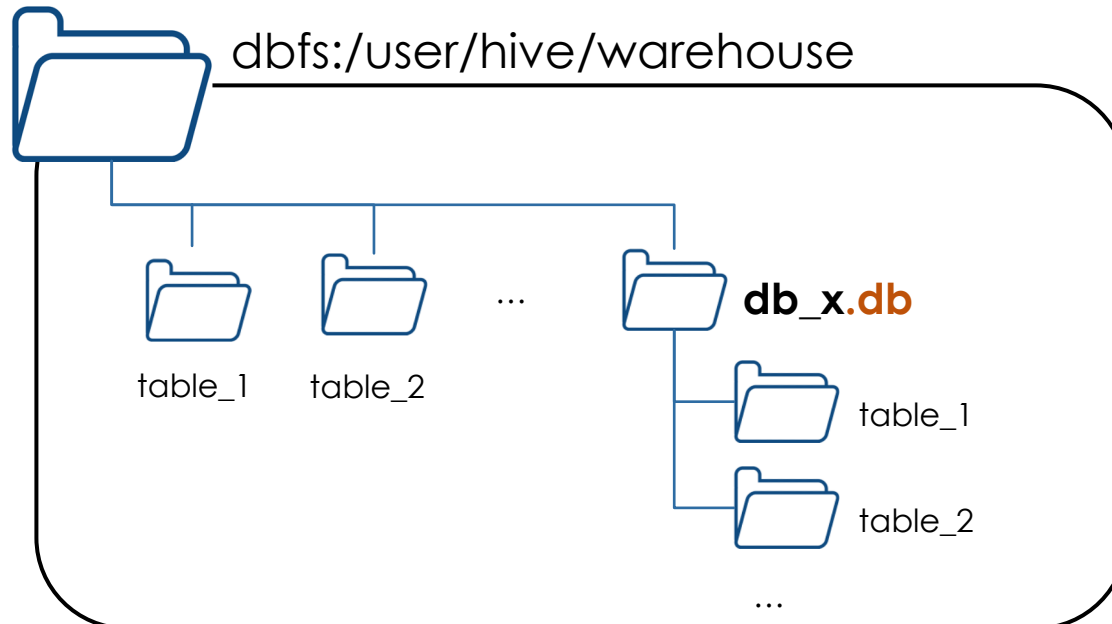 dbfs:/user/hive/warehouse
table_1
table_2
...
db_x.db
table_1
table_2
...